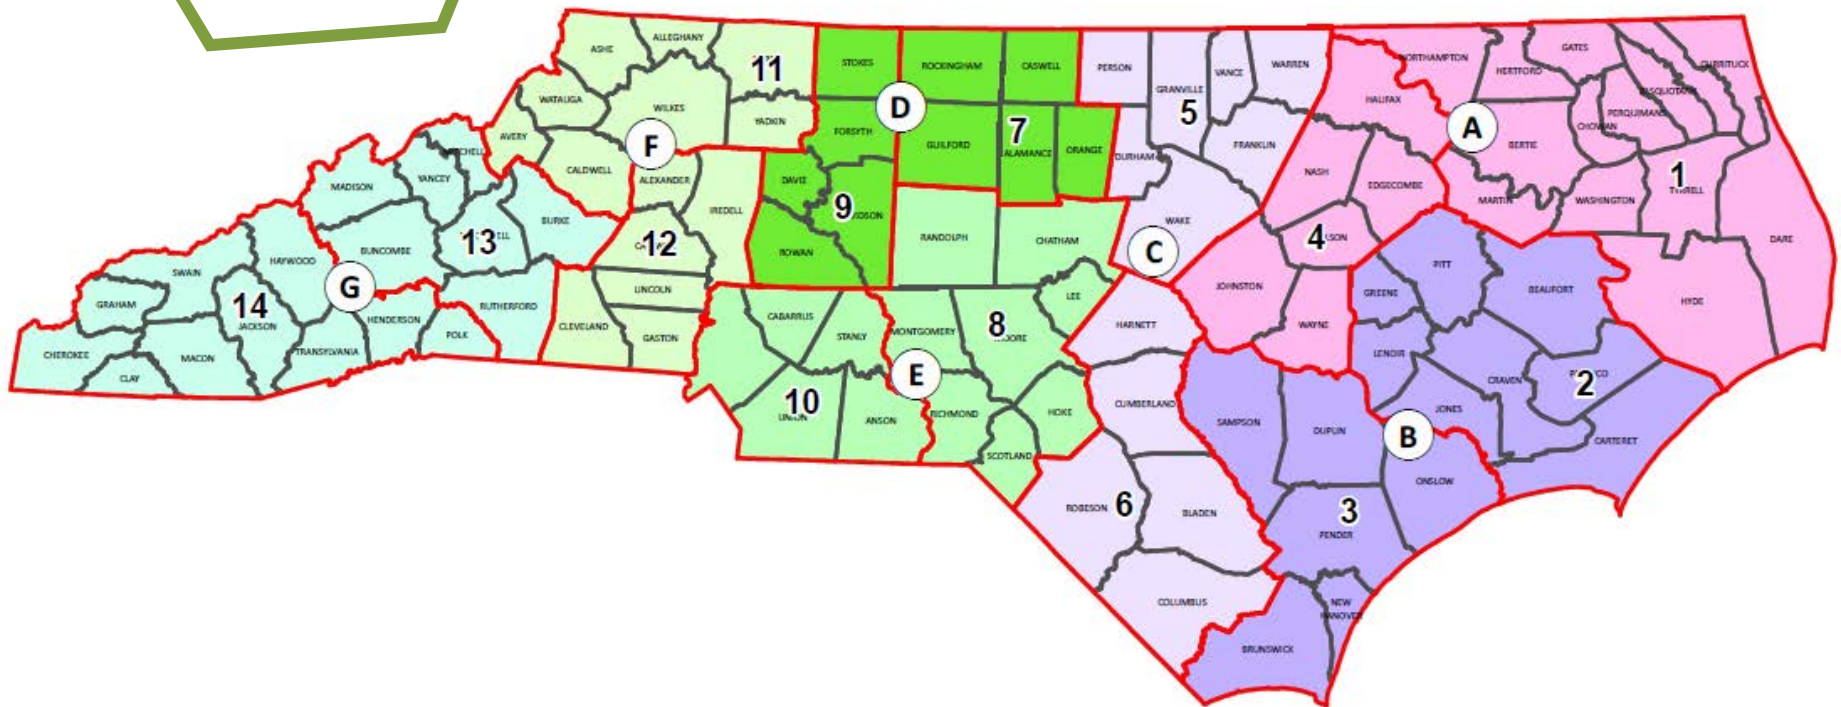 ASHE
ALLEGHANY
11
STOKES
ROCKINGHAM
CASWELL
PERSON
GRANVILLE
VANCE
WARREN
NORTHAMPTON
GATES
HERTFORD
CURRITUCK
PASQUOTANK
PERQUIMANS
CHOWAN
WATAUGA
WILKES
YADKIN
D
FORSYTH
7
5
HALIFAX
A
BERTIE
AVERY
F
GUILFORD
ALAMANCE
ORANGE
DURHAM
FRANKLIN
MITCHELL
CALDWELL
ALEXANDER
DAVIE
NASH
EDGECOMBE
1
MADISON
YANCEY
IREDELL
9
MARTIN
WASHINGTON
BURKE
WAKE
C
4
DARE
BUNCOMBE
13
12
ROWAN
RANDOLPH
CHATHAM
HAYWOOD
SWAIN
G
LINCOLN
LEE
JOHNSTON
GREENE
PITT
BEAUFORT
HYDE
GRAHAM
14
JACKSON
HENDERSON
RUTHERFORD
POLK
CLEVELAND
GASTON
CABARRUS
STANLY
MONTGOMERY
8
HARNETT
WAYNE
LENOIR
CHEROKEE
MACON
TRANSYLVANIA
CLAY
E
10
ANSON
RICHMOND
HOKE
CUMBERLAND
SAMPSON
DUPLIN
JONES
CRAVEN
2
B
CARTERET
SCOTLAND
ONSLOW
ROBESON
6
BLADEN
3
PENDER
COLUMBUS
NEW
HANOVER
BRUNSWICK